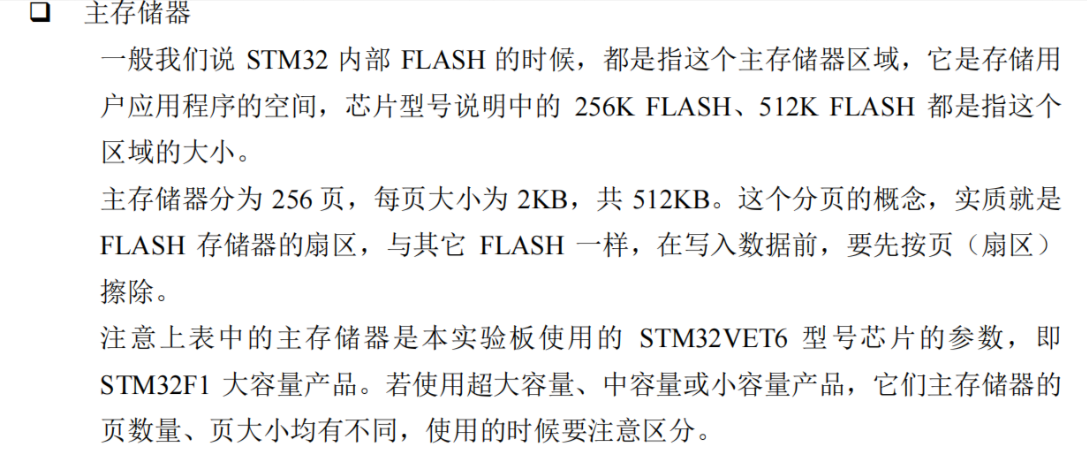 ❑ 主存储器
一般我们说 STM32 内部 FLASH 的时候，都是指这个主存储器区域，它是存储用
户应用程序的空间，芯片型号说明中的 256K FLASH、512K FLASH 都是指这个
区域的大小。
主存储器分为 256 页，每页大小为 2KB，共 512KB。这个分页的概念，实质就是
FLASH 存储器的扇区，与其它 FLASH 一样，在写入数据前，要先按页（扇区）
擦除。
注意上表中的主存储器是本实验板使用的 STM32VET6 型号芯片的参数，即
STM32F1 大容量产品。若使用超大容量、中容量或小容量产品，它们主存储器的
页数量、页大小均有不同，使用的时候要注意区分。